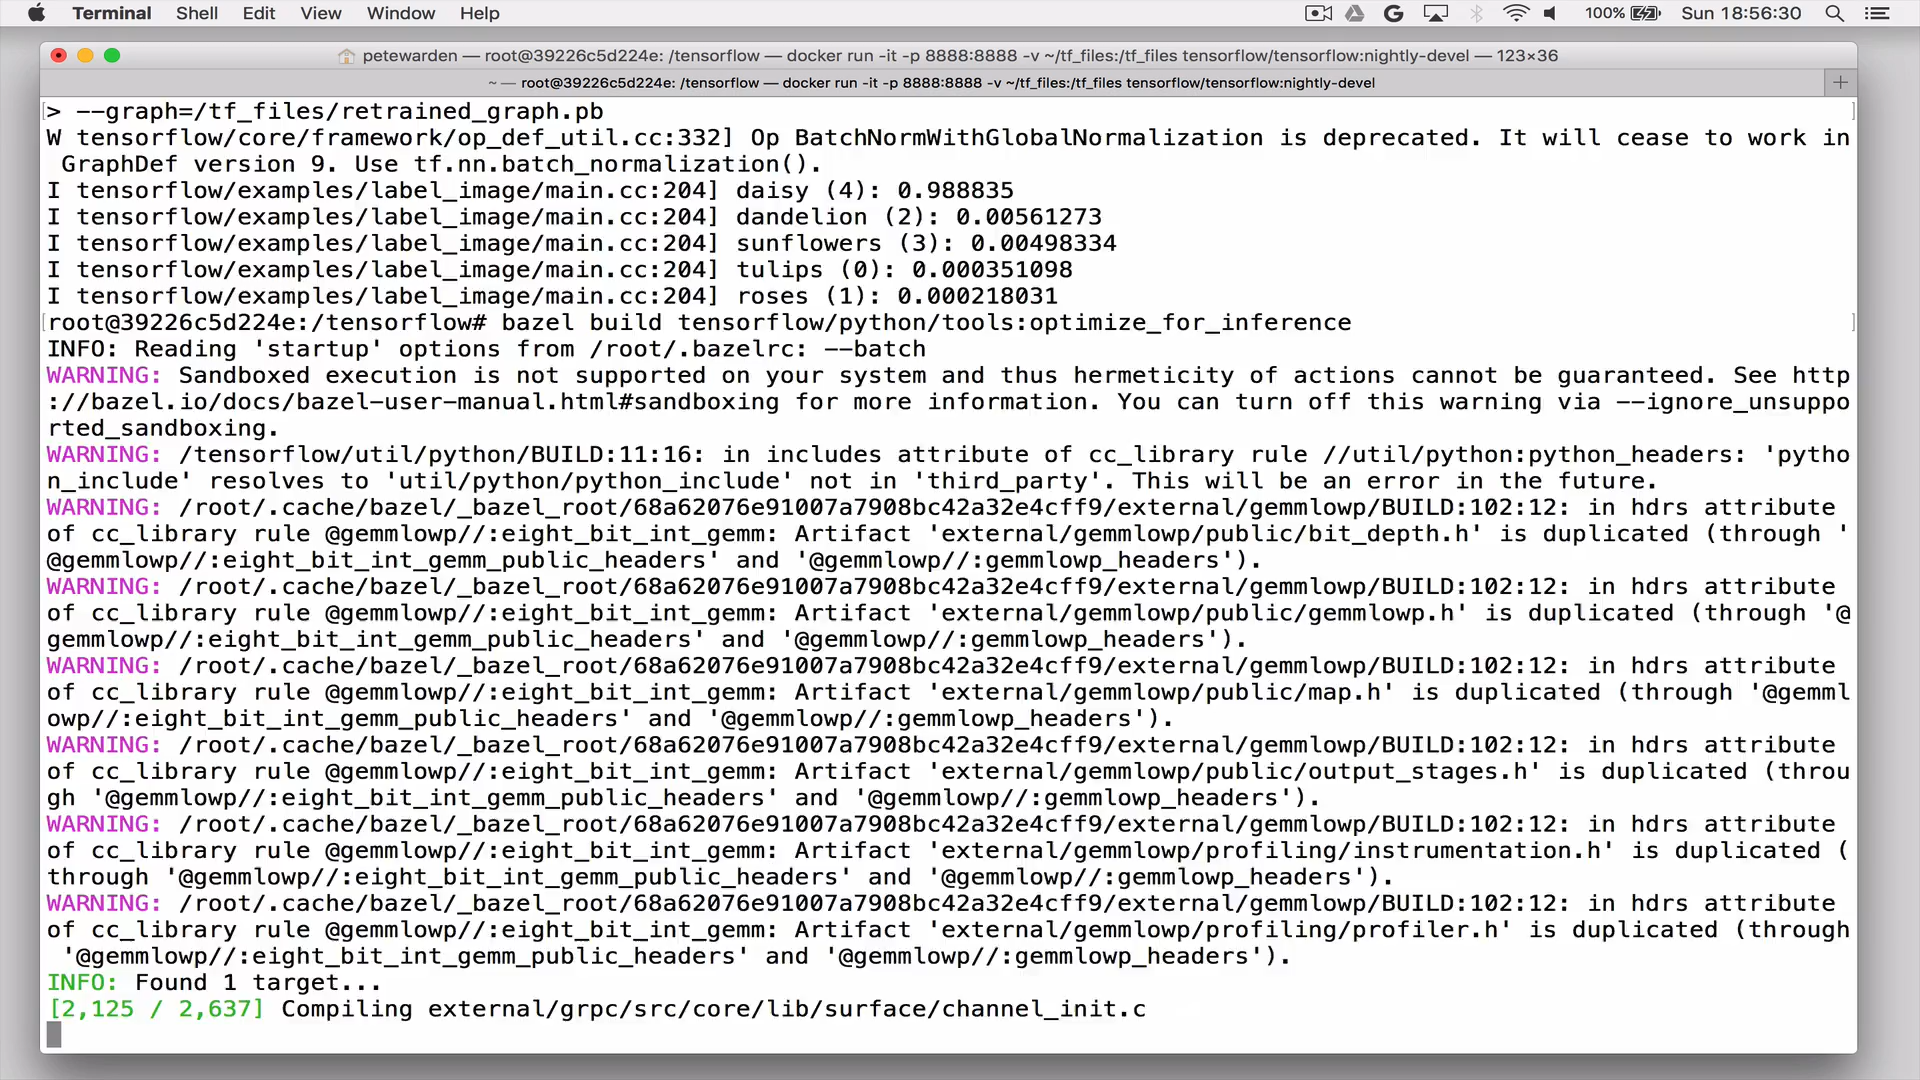 Terminal Shell Edit View Window Help 100% Sun 18:56:30
petewarden — root@39226c5d224e: /tensorflow — docker run -it -p 8888:8888 -v ~/tf_files:/tf_files tensorflow/tensorflow:nightly-devel — 123×36
~ — root@39226c5d224e: /tensorflow — docker run -it -p 8888:8888 -v ~/tf_files:/tf_files tensorflow/tensorflow:nightly-devel
> --graph=/tf_files/retrained_graph.pb
W tensorflow/core/framework/op_def_util.cc:332] Op BatchNormWithGlobalNormalization is deprecated. It will cease to work in
GraphDef version 9. Use tf.nn.batch_normalization().
I tensorflow/examples/label_image/main.cc:204] daisy (4): 0.988835
I tensorflow/examples/label_image/main.cc:204] dandelion (2): 0.00561273
I tensorflow/examples/label_image/main.cc:204] sunflowers (3): 0.00498334
I tensorflow/examples/label_image/main.cc:204] tulips (0): 0.000351098
I tensorflow/examples/label_image/main.cc:204] roses (1): 0.000218031
[root@39226c5d224e:/tensorflow# bazel build tensorflow/python/tools:optimize_for_inference ]
INFO: Reading 'startup' options from /root/.bazelrc: --batch
WARNING: Sandboxed execution is not supported on your system and thus hermeticity of actions cannot be guaranteed. See http
://bazel.io/docs/bazel-user-manual.html#sandboxing for more information. You can turn off this warning via --ignore_unsuppo
rted_sandboxing.
WARNING: /tensorflow/util/python/BUILD:11:16: in includes attribute of cc_library rule //util/python:python_headers: 'pytho
n_include' resolves to 'util/python/python_include' not in 'third_party'. This will be an error in the future.
WARNING: /root/.cache/bazel/_bazel_root/68a62076e91007a7908bc42a32e4cff9/external/gemmlowp/BUILD:102:12: in hdrs attribute
of cc_library rule @gemmlowp//:eight_bit_int_gemm: Artifact 'external/gemmlowp/public/bit_depth.h' is duplicated (through '
@gemmlowp//:eight_bit_int_gemm_public_headers' and '@gemmlowp//:gemmlowp_headers').
WARNING: /root/.cache/bazel/_bazel_root/68a62076e91007a7908bc42a32e4cff9/external/gemmlowp/BUILD:102:12: in hdrs attribute
of cc_library rule @gemmlowp//:eight_bit_int_gemm: Artifact 'external/gemmlowp/public/gemmlowp.h' is duplicated (through '@
gemmlowp//:eight_bit_int_gemm_public_headers' and '@gemmlowp//:gemmlowp_headers').
WARNING: /root/.cache/bazel/_bazel_root/68a62076e91007a7908bc42a32e4cff9/external/gemmlowp/BUILD:102:12: in hdrs attribute
of cc_library rule @gemmlowp//:eight_bit_int_gemm: Artifact 'external/gemmlowp/public/map.h' is duplicated (through '@gemml
owp//:eight_bit_int_gemm_public_headers' and '@gemmlowp//:gemmlowp_headers').
WARNING: /root/.cache/bazel/_bazel_root/68a62076e91007a7908bc42a32e4cff9/external/gemmlowp/BUILD:102:12: in hdrs attribute
of cc_library rule @gemmlowp//:eight_bit_int_gemm: Artifact 'external/gemmlowp/public/output_stages.h' is duplicated (throu
gh '@gemmlowp//:eight_bit_int_gemm_public_headers' and '@gemmlowp//:gemmlowp_headers').
WARNING: /root/.cache/bazel/_bazel_root/68a62076e91007a7908bc42a32e4cff9/external/gemmlowp/BUILD:102:12: in hdrs attribute
of cc_library rule @gemmlowp//:eight_bit_int_gemm: Artifact 'external/gemmlowp/profiling/instrumentation.h' is duplicated (
through '@gemmlowp//:eight_bit_int_gemm_public_headers' and '@gemmlowp//:gemmlowp_headers').
WARNING: /root/.cache/bazel/_bazel_root/68a62076e91007a7908bc42a32e4cff9/external/gemmlowp/BUILD:102:12: in hdrs attribute
of cc_library rule @gemmlowp//:eight_bit_int_gemm: Artifact 'external/gemmlowp/profiling/profiler.h' is duplicated (through
'@gemmlowp//:eight_bit_int_gemm_public_headers' and '@gemmlowp//:gemmlowp_headers').
INFO: Found 1 target...
[2,125 / 2,637] Compiling external/grpc/src/core/lib/surface/channel_init.c